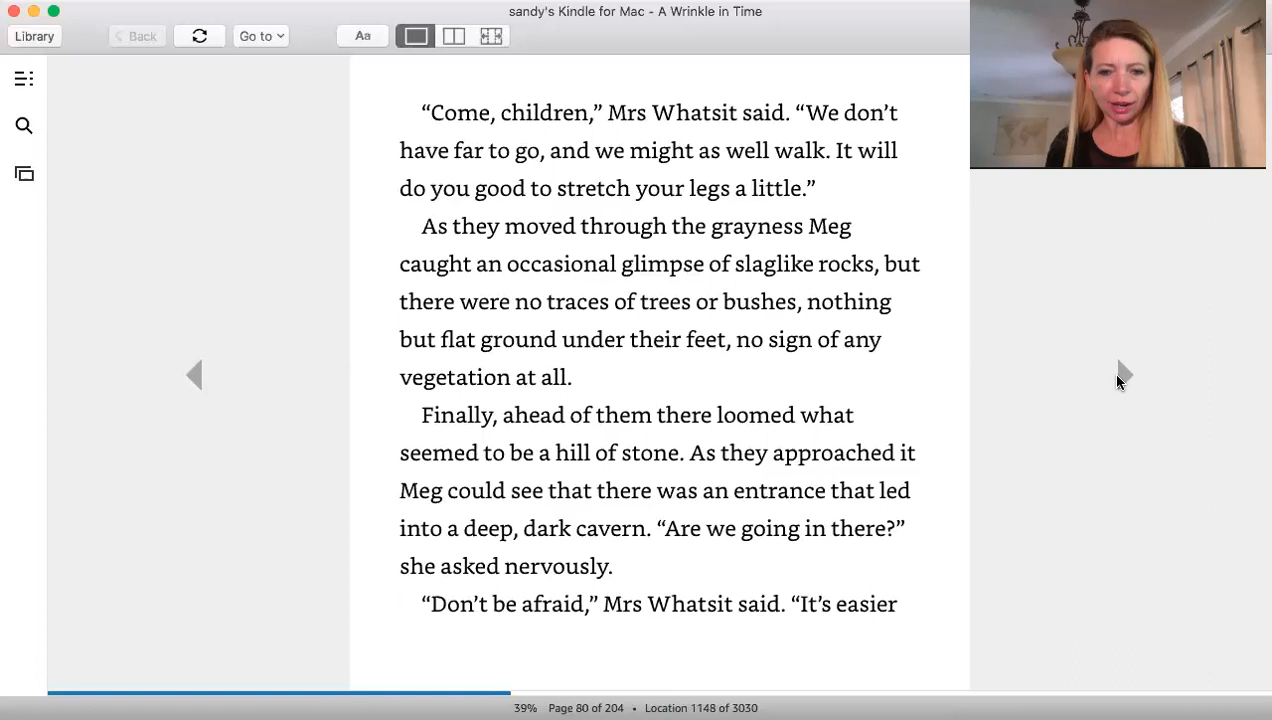 sandy's Kindle for Mac - A Wrinkle in Time
Library
Back
Go to
Aa
“Come, children,” Mrs Whatsit said. “We don’t
have far to go, and we might as well walk. It will
do you good to stretch your legs a little.”
As they moved through the grayness Meg
caught an occasional glimpse of slaglike rocks, but
there were no traces of trees or bushes, nothing
but flat ground under their feet, no sign of any
vegetation at all.
Finally, ahead of them there loomed what
seemed to be a hill of stone. As they approached it
Meg could see that there was an entrance that led
into a deep, dark cavern. “Are we going in there?”
she asked nervously.
“Don’t be afraid,” Mrs Whatsit said. “It’s easier
39% Page 80 of 204 • Location 1148 of 3030